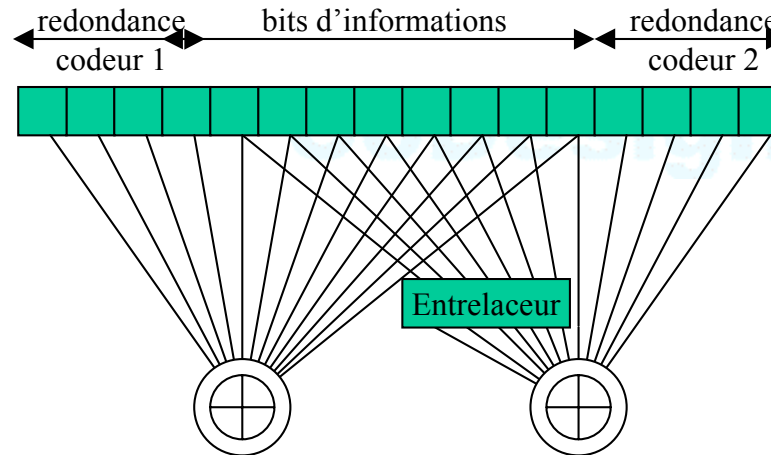 redondance bits d'informations redondance
codeur 1 codeur 2
Entrelaceur